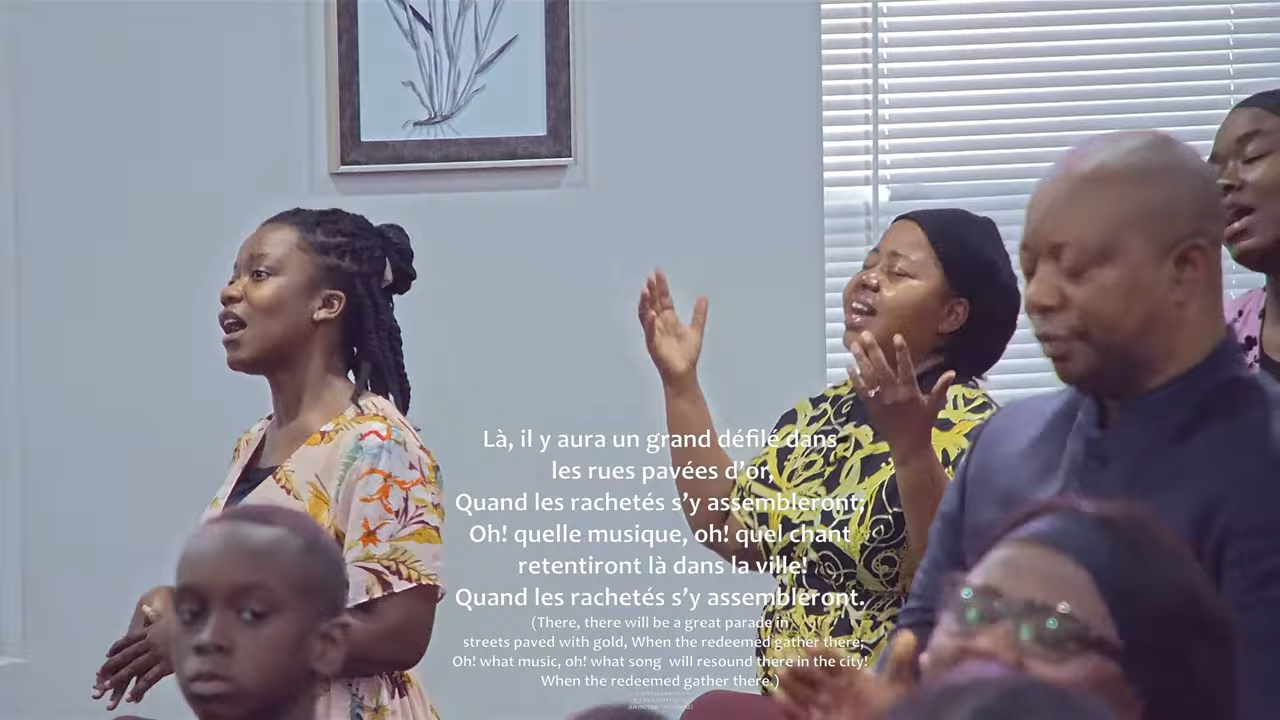 Là, il y aura un grand défilé dans
les rues pavées d’or,
Quand les rachetés s’y assembleront;
Oh! quelle musique, oh! quel chant
retentiront là dans la ville!
Quand les rachetés s’y assembleront.
(There, there will be a great parade in
streets paved with gold, When the redeemed gather there;
Oh! what music, oh! what song will resound there in the city!
When the redeemed gather there.)